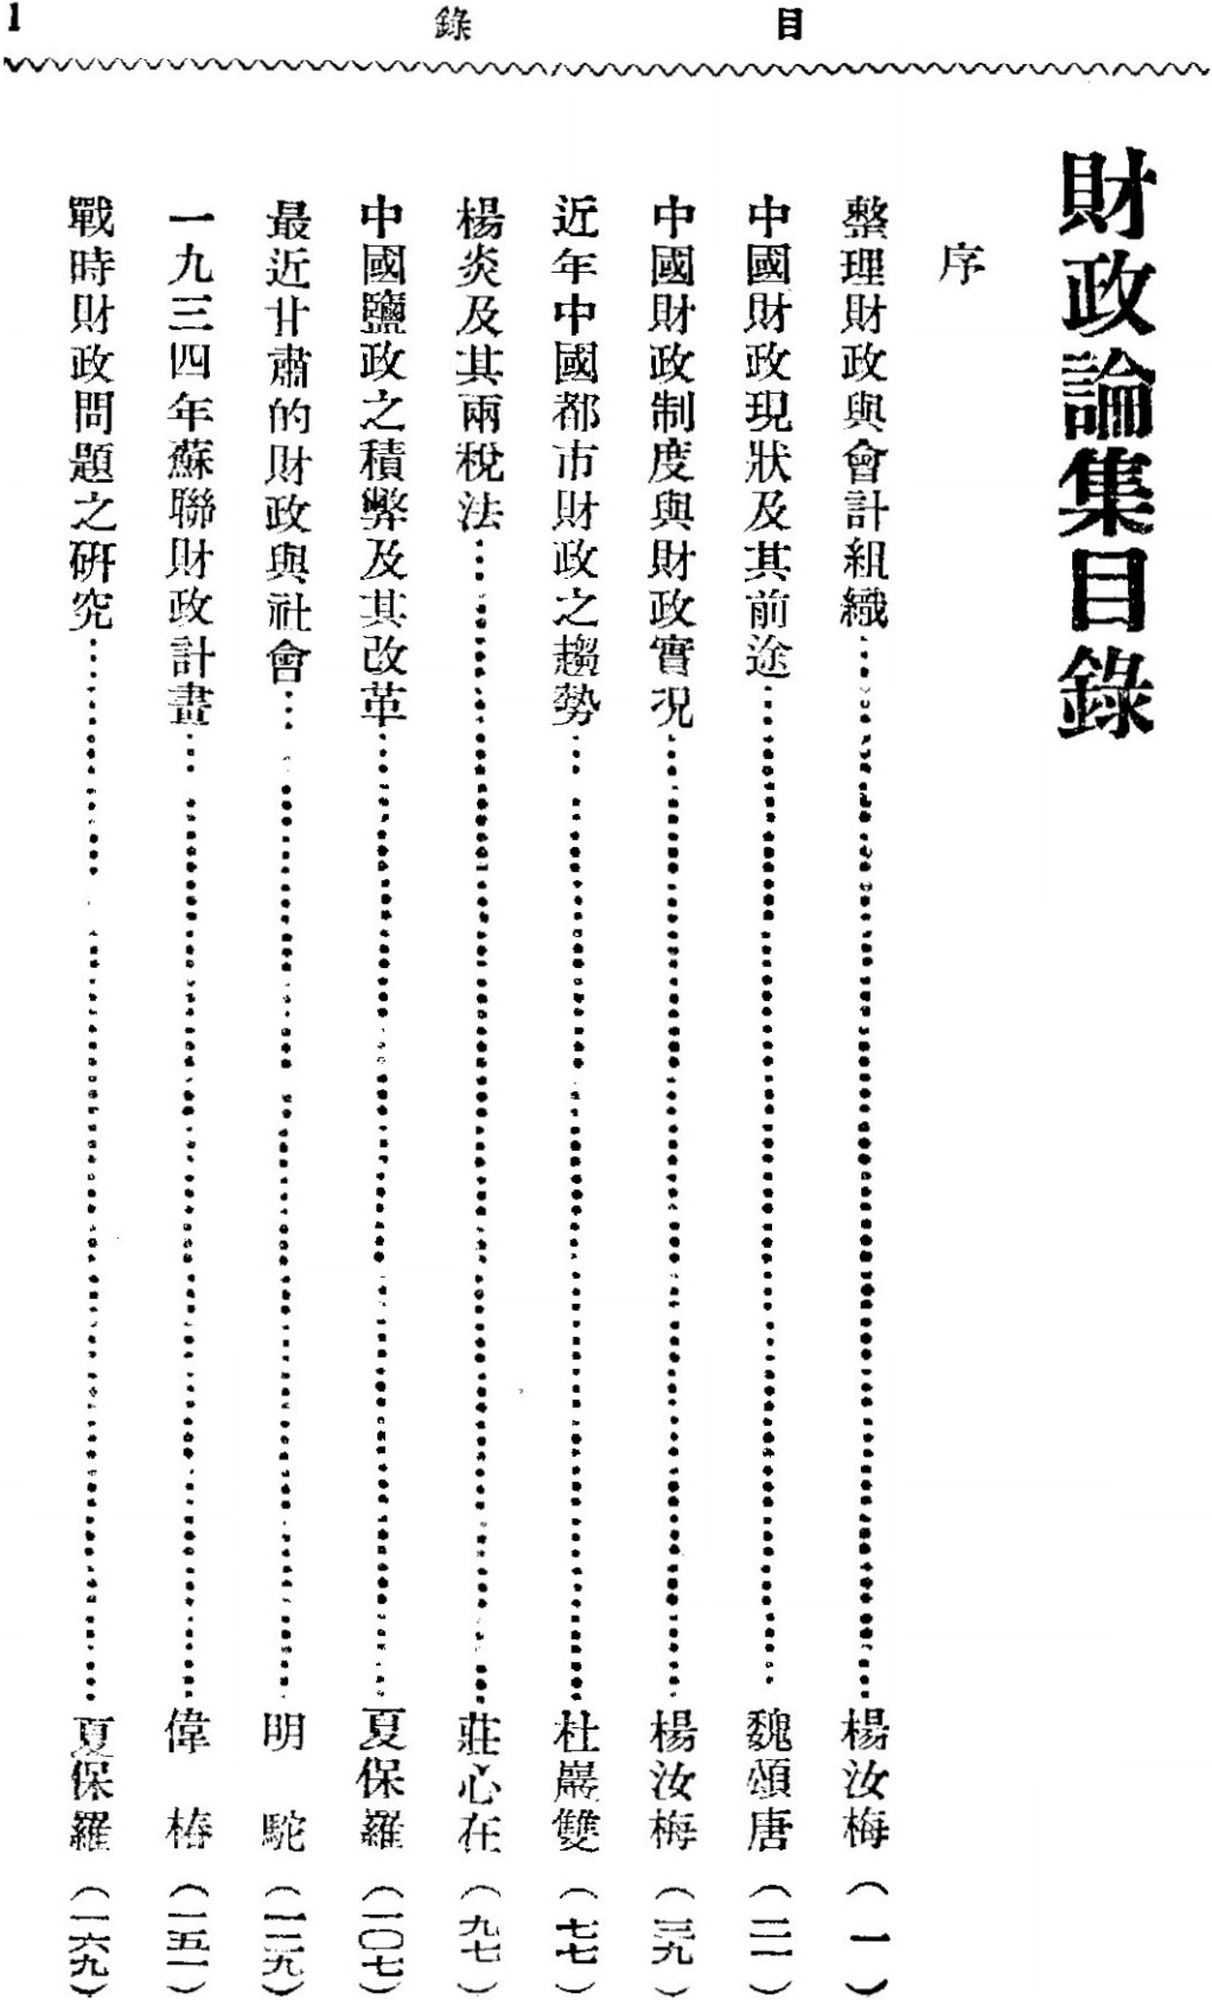 目錄
1
財政論集目錄
序
整理財政與會計組織……楊汝梅(一)
中國財政現狀及其前途……魏頌唐(二一)
中國財政制度與財政實況……楊汝梅(三九)
近年中國都市財政之趨勢……杜巖雙(七七)
楊炎及其兩稅法……莊心在(九七)
中國鹽政之積弊及其改革……夏保羅(一〇七)
最近甘肅的財政與社會……明駝(一二九)
一九三四年蘇聯財政計畫……偉椿(一五一)
戰時財政問題之研究……夏保羅(一六九)